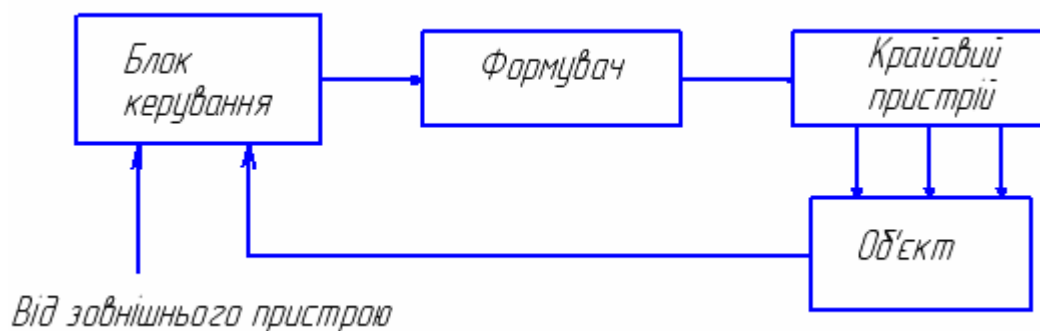 Блок
керування
Формувач
Крайовий
пристрій
Об'єкт
Від зовнішнього пристрою